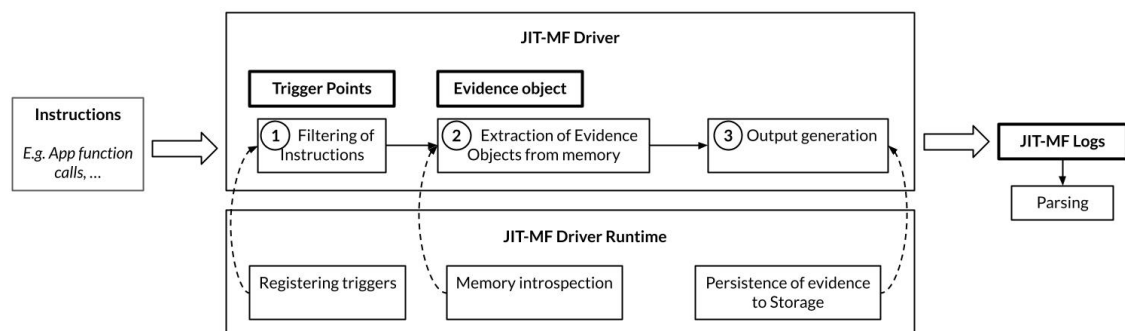 JIT-MF Driver
Trigger Points
Evidence object
Instructions
E.g. App function
calls, ...
1 Filtering of
Instructions
2 Extraction of Evidence
Objects from memory
3 Output generation
JIT-MF Logs
Parsing
JIT-MF Driver Runtime
Registering triggers
Memory introspection
Persistence of evidence
to Storage